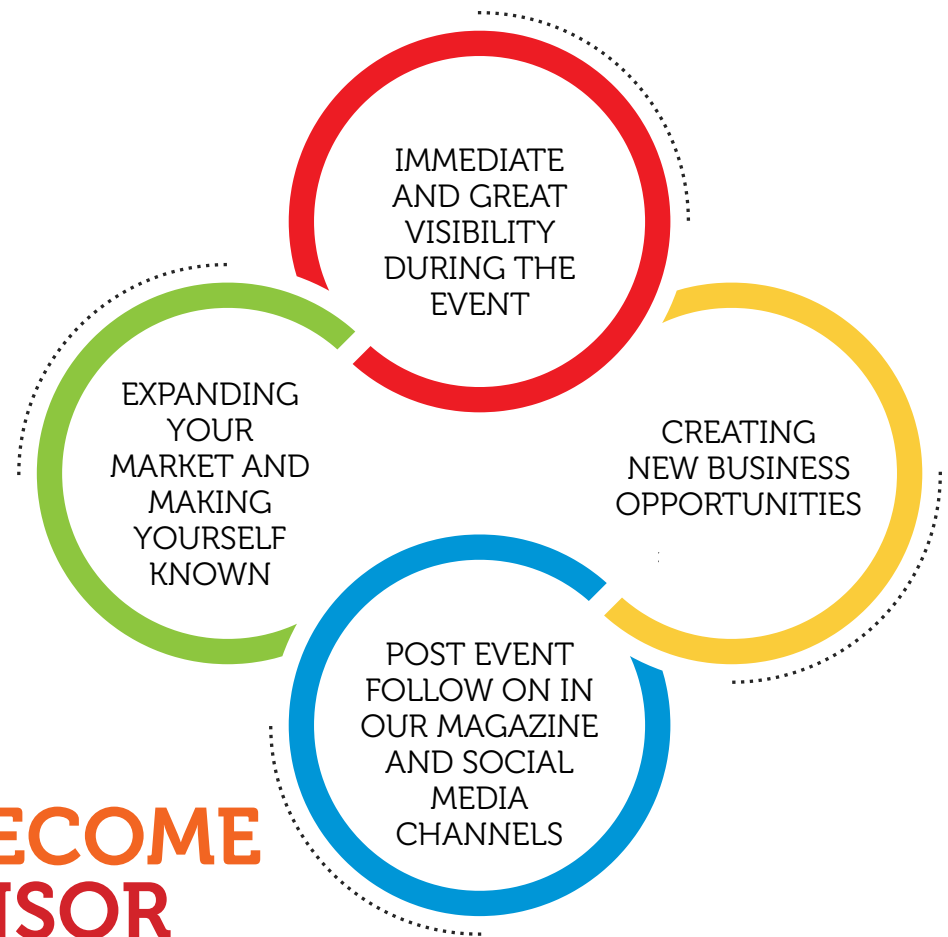 IMMEDIATE
AND GREAT
VISIBILITY
DURING THE
EVENT
EXPANDING
YOUR
MARKET AND
MAKING
YOURSELF
KNOWN
CREATING
NEW BUSINESS
OPPORTUNITIES
POST EVENT
FOLLOW ON IN
OUR MAGAZINE
AND SOCIAL
MEDIA
CHANNELS
ECOME
NSOR